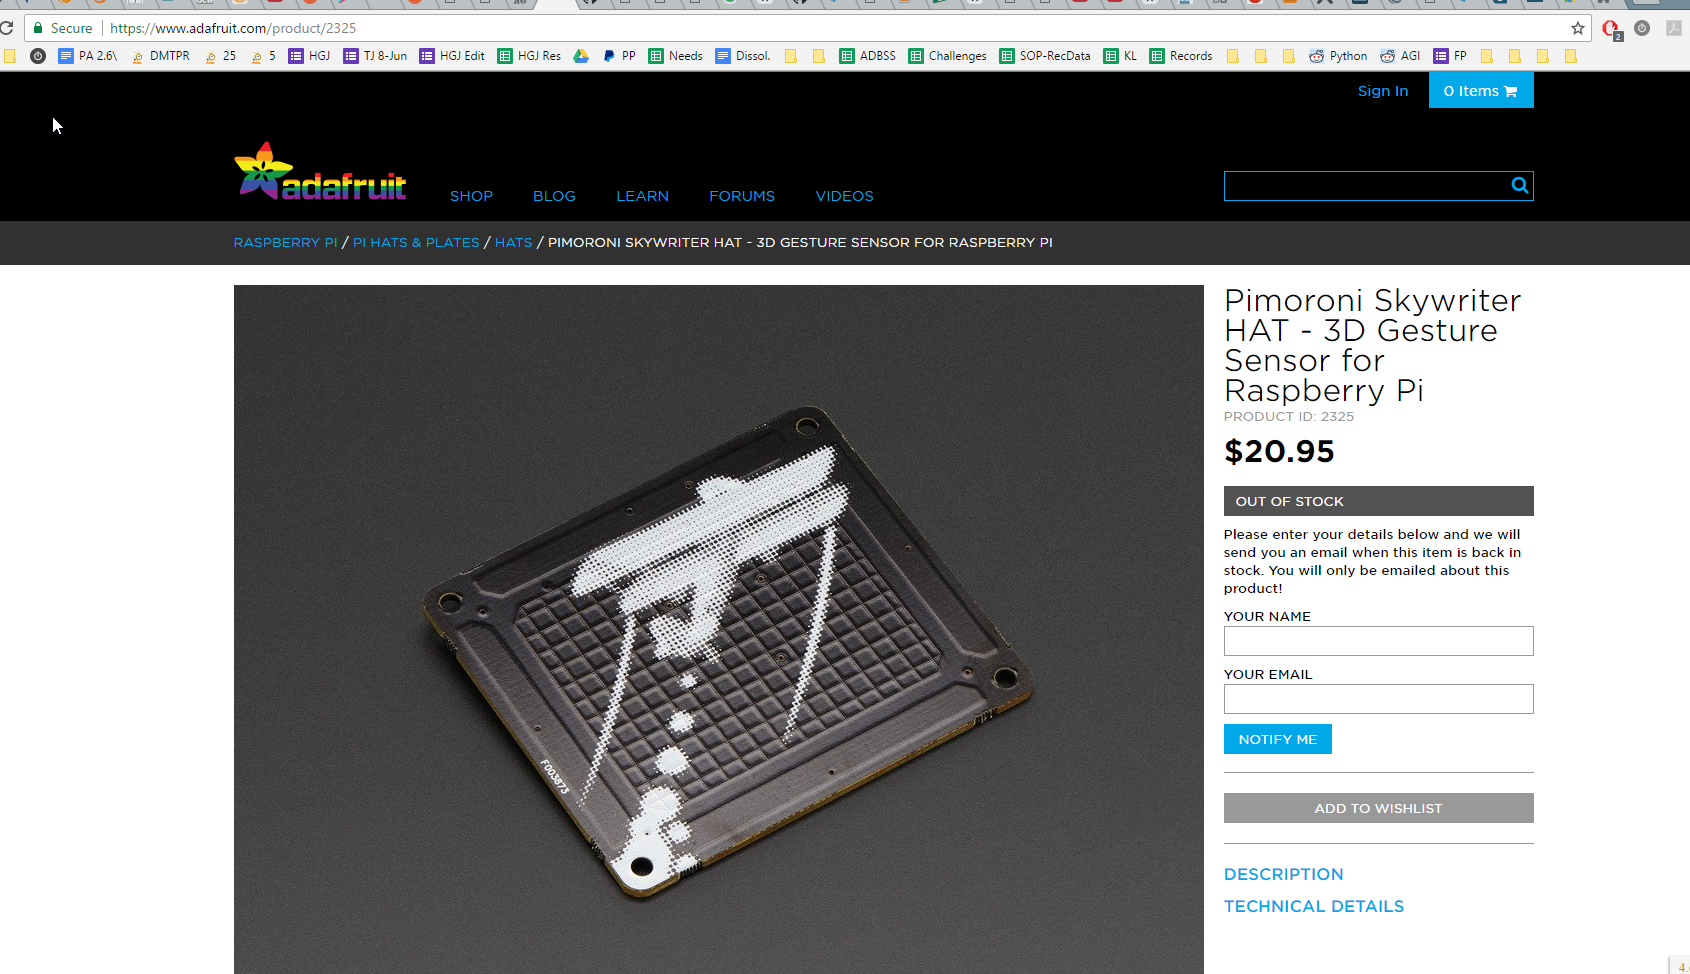 Secure https://www.adafruit.com/product/2325
2
PA 2.6\ DMTPR 25 5 HGJ TJ 8-Jun HGJ Edit HGJ Res PP Needs Dissol. ADBSS Challenges SOP-RecData KL Records Python AGI FP
Sign In 0 Items
adafruit SHOP BLOG LEARN FORUMS VIDEOS
RASPBERRY PI / PI HATS & PLATES / HATS / PIMORONI SKYWRITER HAT - 3D GESTURE SENSOR FOR RASPBERRY PI
F003873
Pimoroni Skywriter
HAT - 3D Gesture
Sensor for
Raspberry Pi
PRODUCT ID: 2325
$20.95
OUT OF STOCK
Please enter your details below and we will
send you an email when this item is back in
stock. You will only be emailed about this
product!
YOUR NAME
YOUR EMAIL
NOTIFY ME
ADD TO WISHLIST
DESCRIPTION
TECHNICAL DETAILS